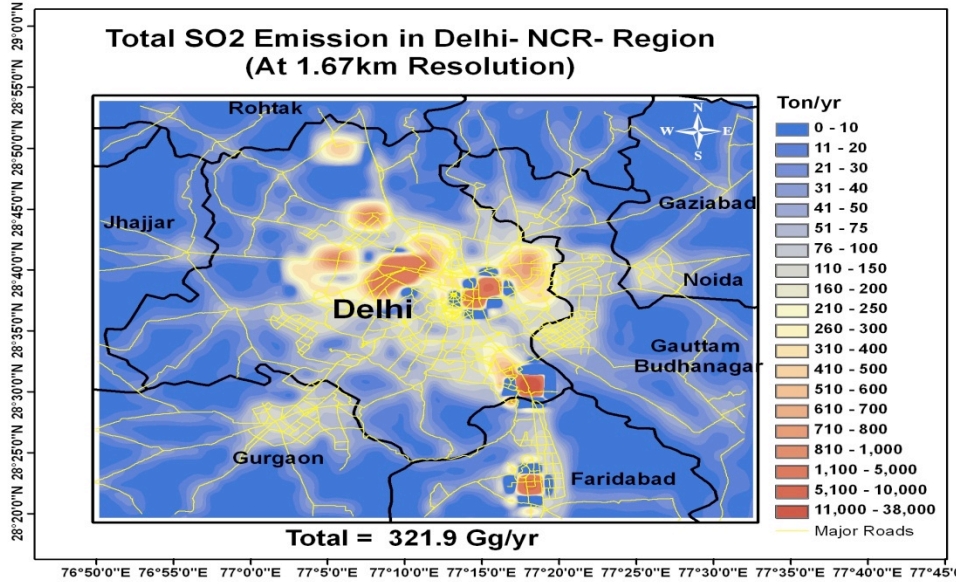 Total SO2 Emission in Delhi- NCR- Region
(At 1.67km Resolution)
29°0'0"N
28°55'0"N
28°50'0"N
28°45'0"N
28°40'0"N
28°35'0"N
28°30'0"N
28°25'0"N
28°20'0"N
Rohtak
N
W E
S
Jhajjar
Gaziabad
Noida
Delhi
Gauttam
Budhanagar
Gurgaon
Faridabad
Ton/yr
0 - 10
11 - 20
21 - 30
31 - 40
41 - 50
51 - 75
76 - 100
110 - 150
160 - 200
210 - 250
260 - 300
310 - 400
410 - 500
510 - 600
610 - 700
710 - 800
810 - 1,000
1,100 - 5,000
5,100 - 10,000
11,000 - 38,000
Major Roads
Total = 321.9 Gg/yr
76°50'0"E 76°55'0"E 77°0'0"E 77°5'0"E 77°10'0"E 77°15'0"E 77°20'0"E 77°25'0"E 77°30'0"E 77°35'0"E 77°40'0"E 77°45'0"E